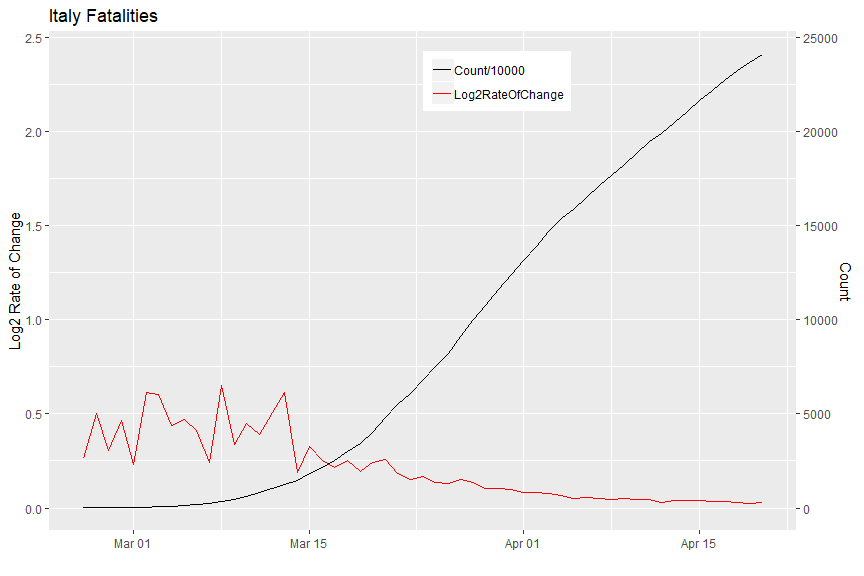 Italy Fatalities
2.5
25000
Count/10000
Log2RateOfChange
2.0
20000
1.5
15000
Log2 Rate of Change
Count
1.0
10000
0.5
5000
0.0
0
Mar 01
Mar 15
Apr 01
Apr 15